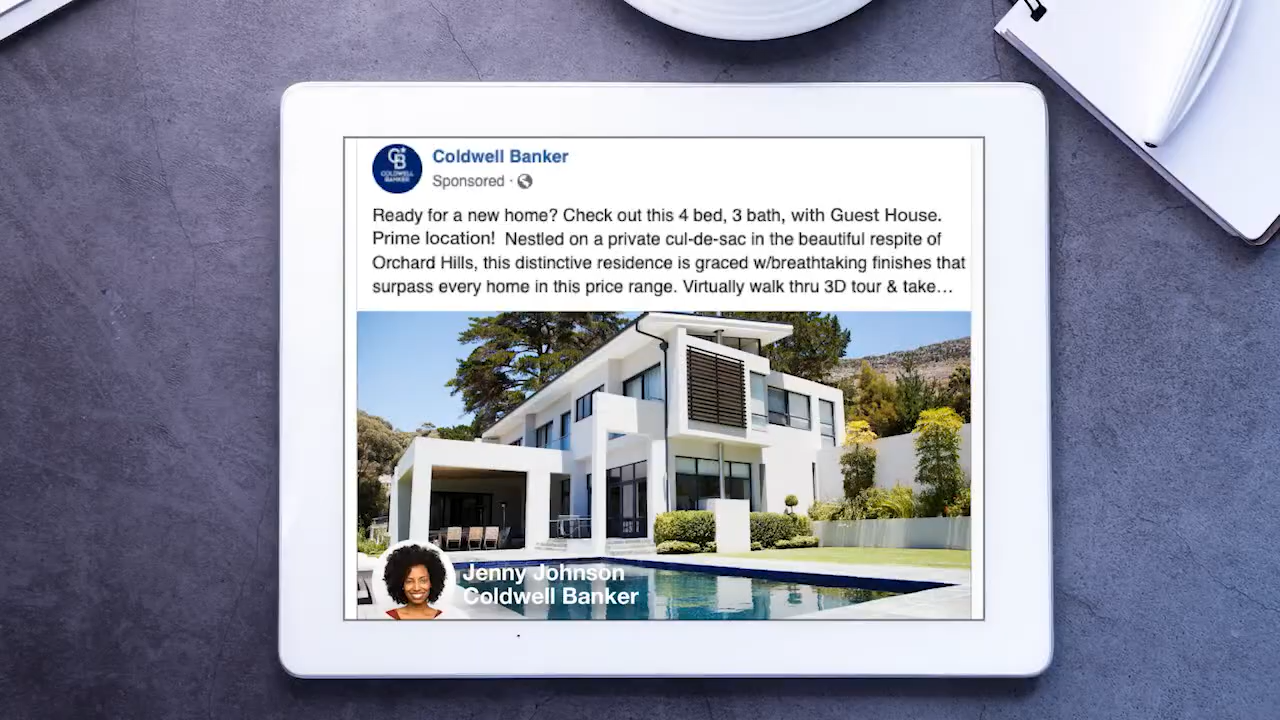 CB
COLDWELL
BANKER
Coldwell Banker
Sponsored ·
Ready for a new home? Check out this 4 bed, 3 bath, with Guest House.
Prime location!  Nestled on a private cul-de-sac in the beautiful respite of
Orchard Hills, this distinctive residence is graced w/breathtaking finishes that
surpass every home in this price range. Virtually walk thru 3D tour & take...
Jenny Johnson
Coldwell Banker